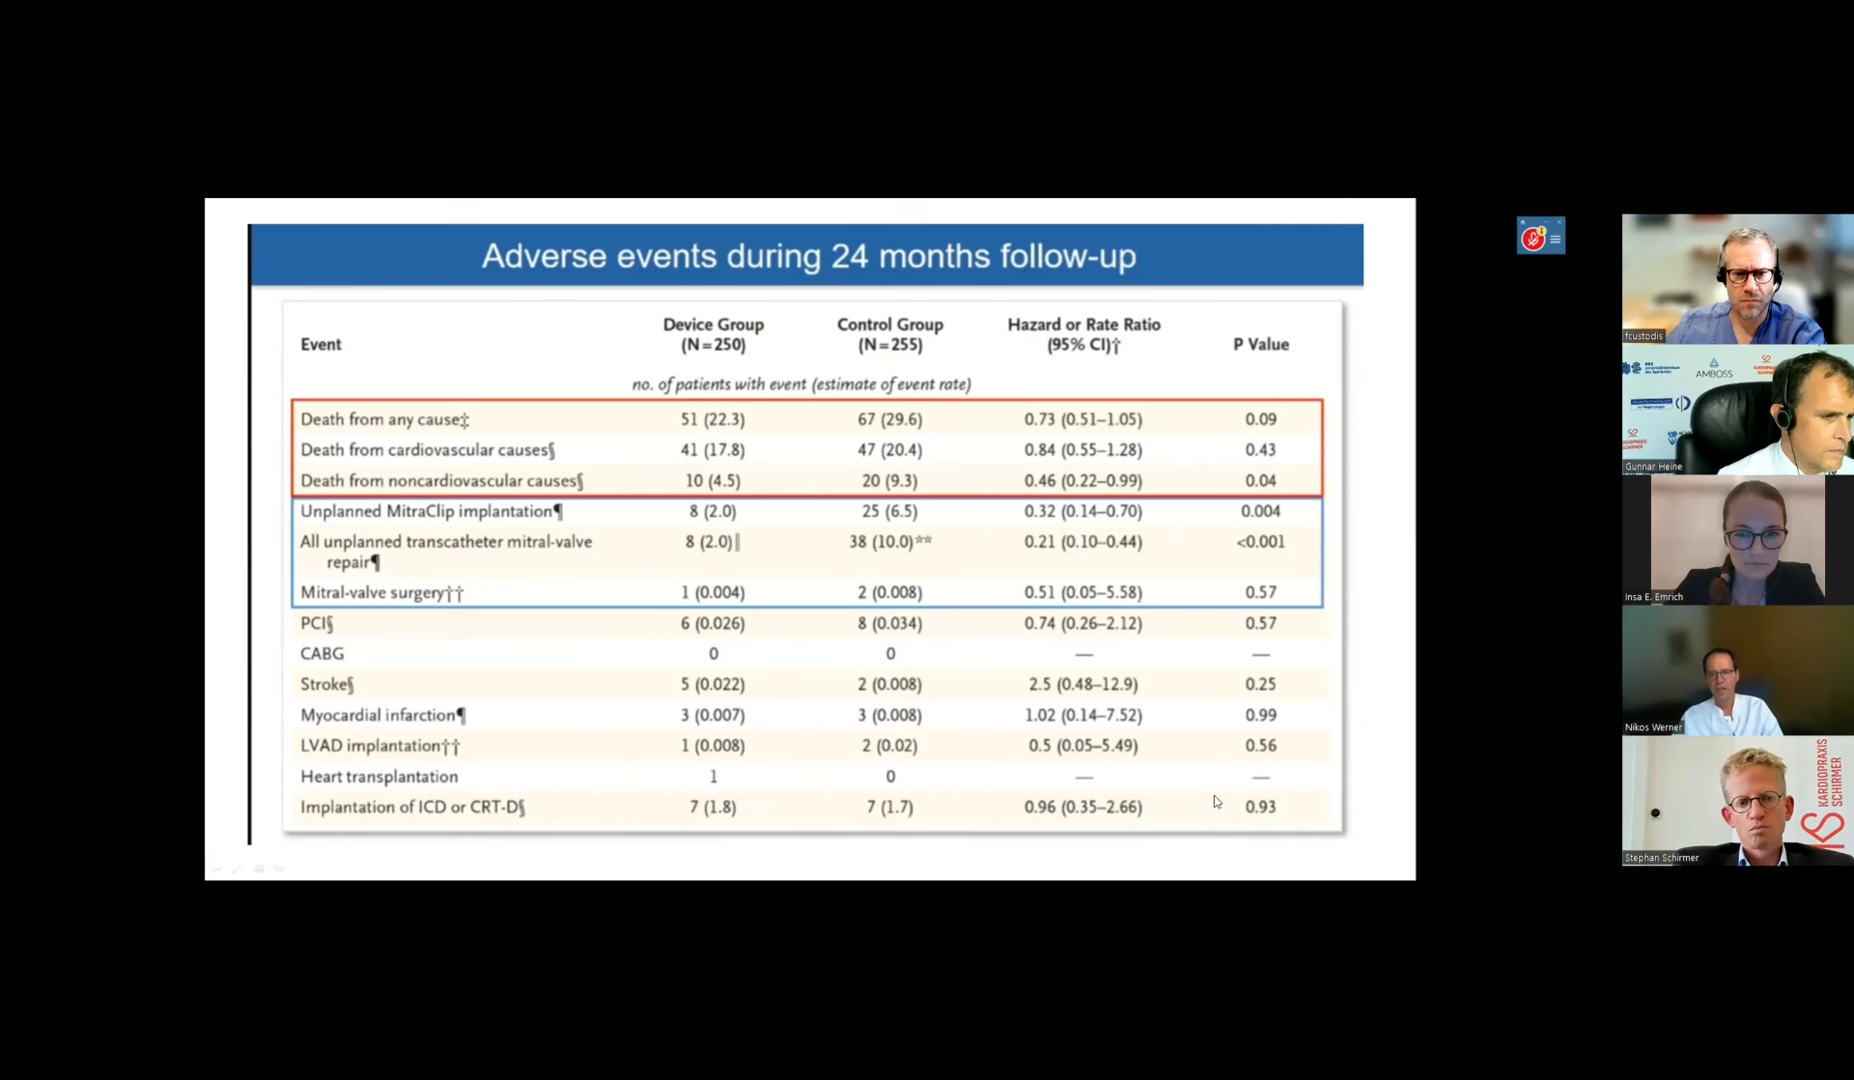 Adverse events during 24 months follow-up
Event Device Group (N=250) Control Group (N=255) Hazard or Rate Ratio (95% CI)† P Value
no. of patients with event (estimate of event rate)
Death from any cause‡ 51 (22.3) 67 (29.6) 0.73 (0.51–1.05) 0.09
Death from cardiovascular causes§ 41 (17.8) 47 (20.4) 0.84 (0.55–1.28) 0.43
Death from noncardiovascular causes§ 10 (4.5) 20 (9.3) 0.46 (0.22–0.99) 0.04
Unplanned MitraClip implantation¶ 8 (2.0) 25 (6.5) 0.32 (0.14–0.70) 0.004
All unplanned transcatheter mitral-valve 8 (2.0)‖ 38 (10.0)** 0.21 (0.10–0.44) <0.001
repair¶
Mitral-valve surgery†† 1 (0.004) 2 (0.008) 0.51 (0.05–5.58) 0.57
PCI§ 6 (0.026) 8 (0.034) 0.74 (0.26–2.12) 0.57
CABG 0 0 — —
Stroke§ 5 (0.022) 2 (0.008) 2.5 (0.48–12.9) 0.25
Myocardial infarction¶ 3 (0.007) 3 (0.008) 1.02 (0.14–7.52) 0.99
LVAD implantation†† 1 (0.008) 2 (0.02) 0.5 (0.05–5.49) 0.56
Heart transplantation 1 0 — —
Implantation of ICD or CRT-D§ 7 (1.8) 7 (1.7) 0.96 (0.35–2.66) 0.93
fcustodis
AMBOSS
Gunnar Heine
Insa E. Emrich
Nikos Werner
KARDIOPRAXIS
SCHIRMER
Stephan Schirmer